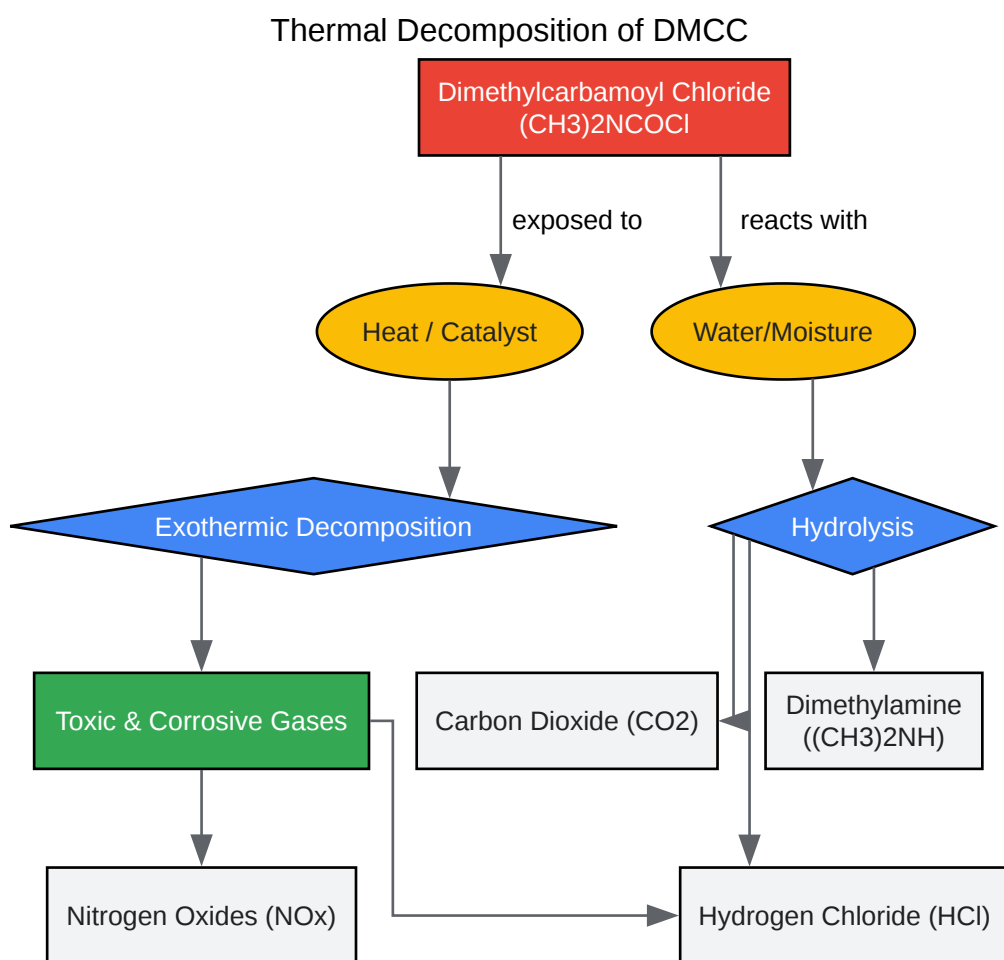 Thermal Decomposition of DMCC
Dimethylcarbamoyl Chloride
(CH3)2NCOCl
exposed to
reacts with
Heat / Catalyst
Water/Moisture
Exothermic Decomposition
Hydrolysis
Toxic & Corrosive Gases
Carbon Dioxide (CO2)
Dimethylamine
((CH3)2NH)
Nitrogen Oxides (NOx)
Hydrogen Chloride (HCl)